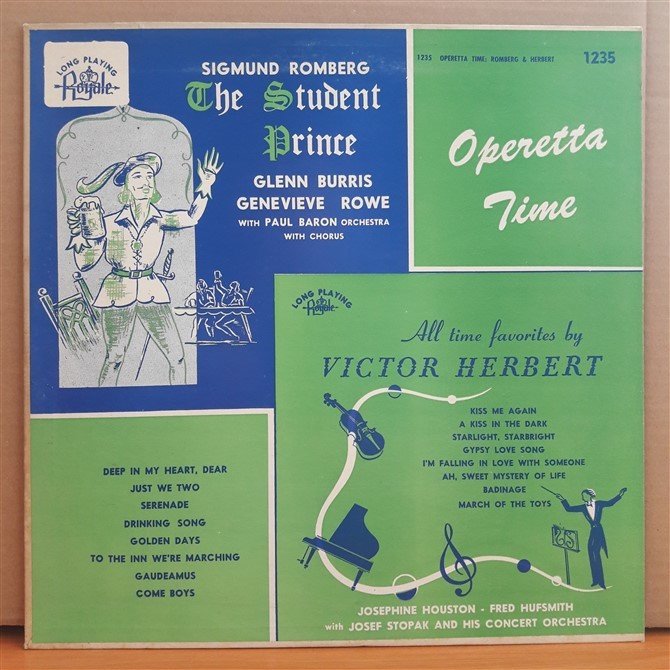 LONG PLAYING
Royale
SIGMUND ROMBERG
The Student
Prince
GLENN BURRIS
GENEVIEVE ROWE
WITH PAUL BARON ORCHESTRA
WITH CHORUS
1235 OPERETTA TIME: ROMBERG & HERBERT
1235
Operetta
Time
LONG PLAYING
Royale
All time favorites by
VICTOR HERBERT
KISS ME AGAIN
A KISS IN THE DARK
STARLIGHT, STARBRIGHT
GYPSY LOVE SONG
I'M FALLING IN LOVE WITH SOMEONE
AH, SWEET MYSTERY OF LIFE
BADINAGE
MARCH OF THE TOYS
DEEP IN MY HEART, DEAR
JUST WE TWO
SERENADE
DRINKING SONG
GOLDEN DAYS
TO THE INN WE'RE MARCHING
GAUDEAMUS
COME BOYS
JOSEPHINE HOUSTON - FRED HUFSMITH
with JOSEF STOPAK AND HIS CONCERT ORCHESTRA